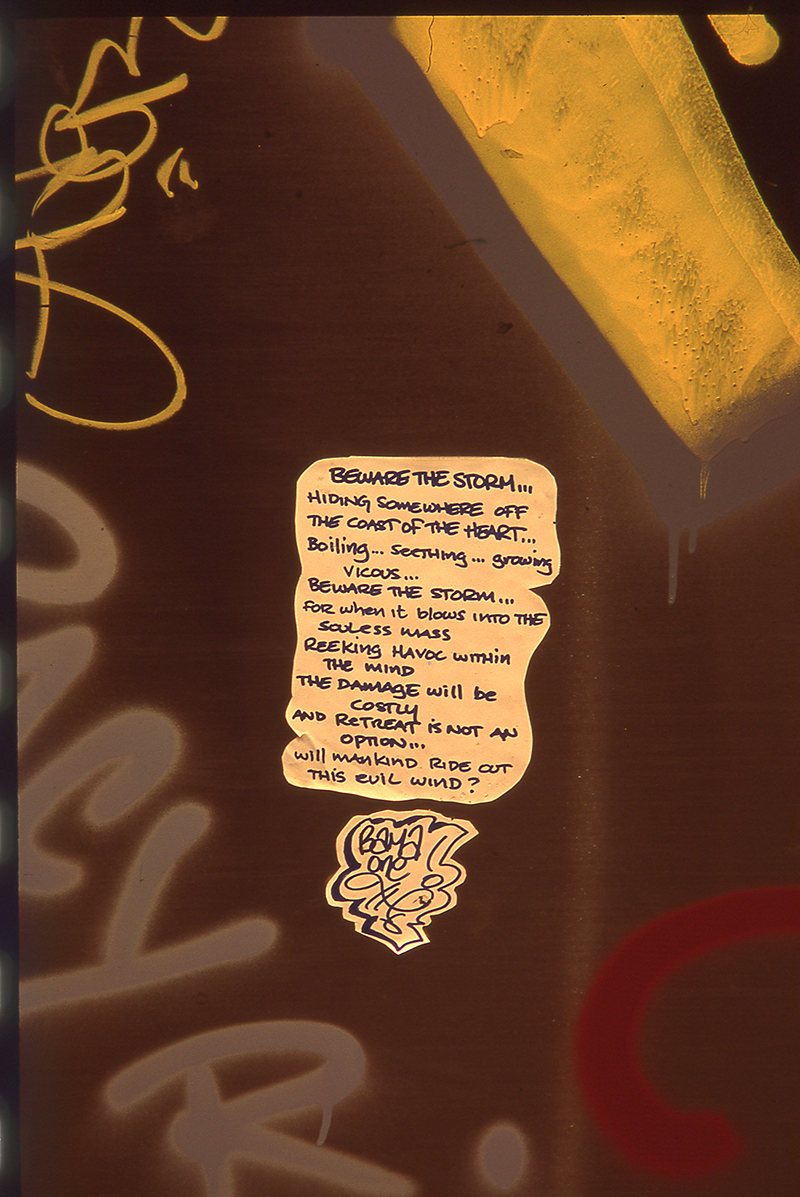 BEWARE THE STORM...
HIDING SOMEWHERE OFF
THE COAST OF THE HEART...
Boiling... SEETHING... growing
VICOUS...
BEWARE THE STORM...
FOR when it blows INTO THE
SOULESS MASS
REEKING HAVOC WITHIN
THE MIND
THE DAMAGE will be
COSTLY
AND RETREAT IS NOT AN
OPTION...
will MANKIND RIDE OUT
THIS EVIL WIND?
BAMA
ONE
R.